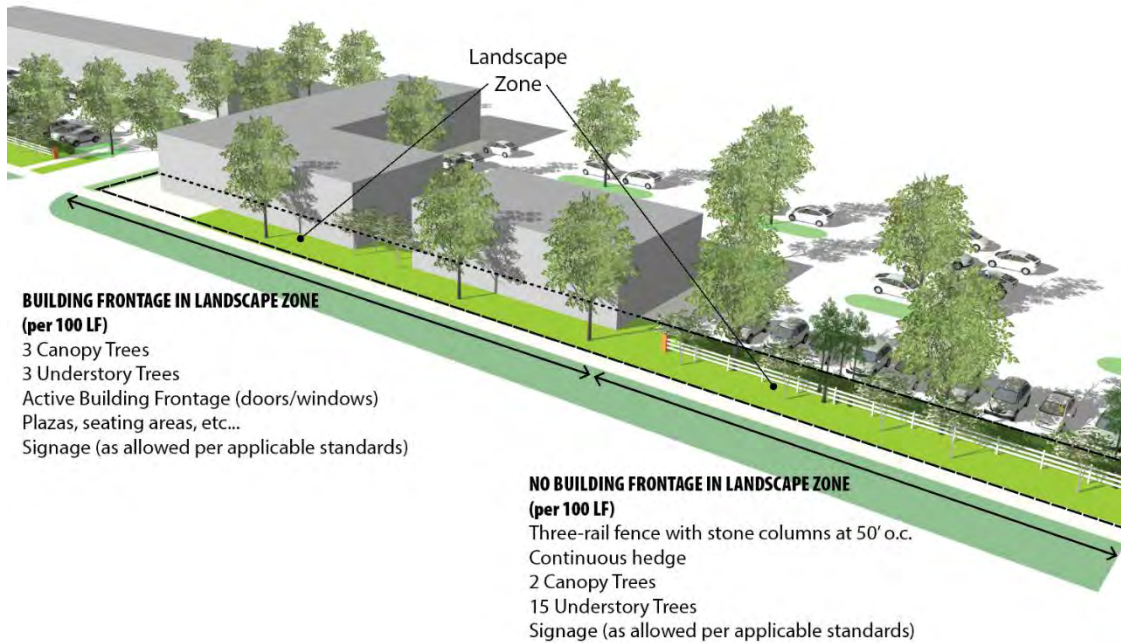 Landscape
Zone
BUILDING FRONTAGE IN LANDSCAPE ZONE
(per 100 LF)
3 Canopy Trees
3 Understory Trees
Active Building Frontage (doors/windows)
Plazas, seating areas, etc...
Signage (as allowed per applicable standards)
NO BUILDING FRONTAGE IN LANDSCAPE ZONE
(per 100 LF)
Three-rail fence with stone columns at 50' o.c.
Continuous hedge
2 Canopy Trees
15 Understory Trees
Signage (as allowed per applicable standards)